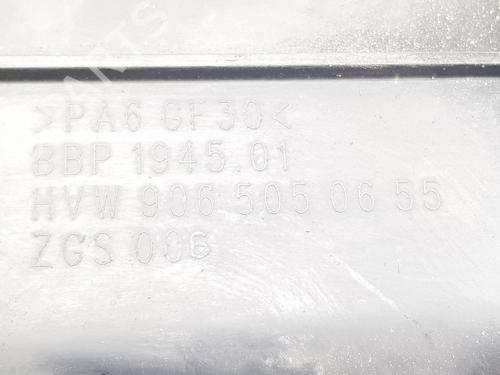 >PA6 GF30<
BBP 1945.01
HVW 906 505 06 55
ZGS 006